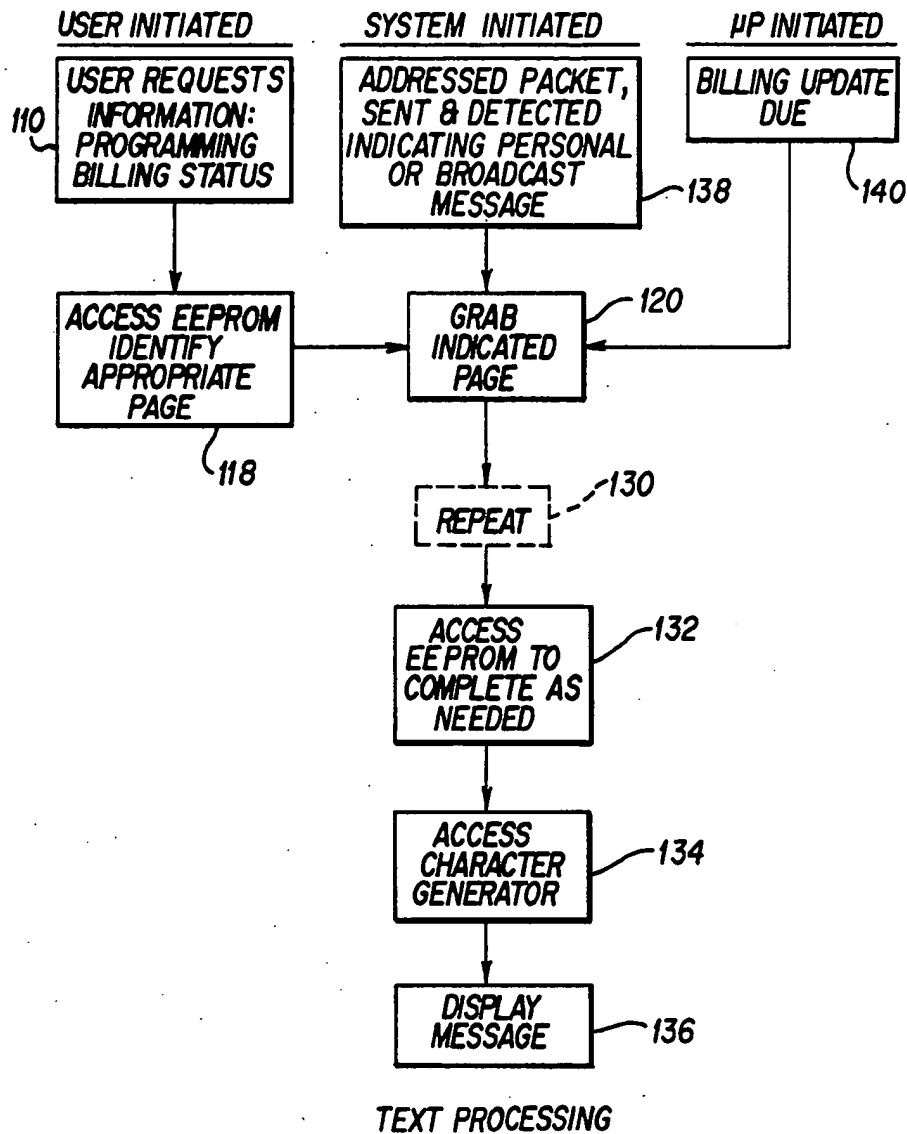 USER INITIATED
SYSTEM INITIATED
µP INITIATED
USER REQUESTS
INFORMATION:
PROGRAMMING
BILLING STATUS
110
ADDRESSED PACKET,
SENT & DETECTED
INDICATING PERSONAL
OR BROADCAST
MESSAGE
138
BILLING UPDATE
DUE
140
ACCESS EEPROM
IDENTIFY
APPROPRIATE
PAGE
118
GRAB
INDICATED
PAGE
120
REPEAT
130
ACCESS
EEPROM TO
COMPLETE AS
NEEDED
132
ACCESS
CHARACTER
GENERATOR
134
DISPLAY
MESSAGE
136
TEXT PROCESSING